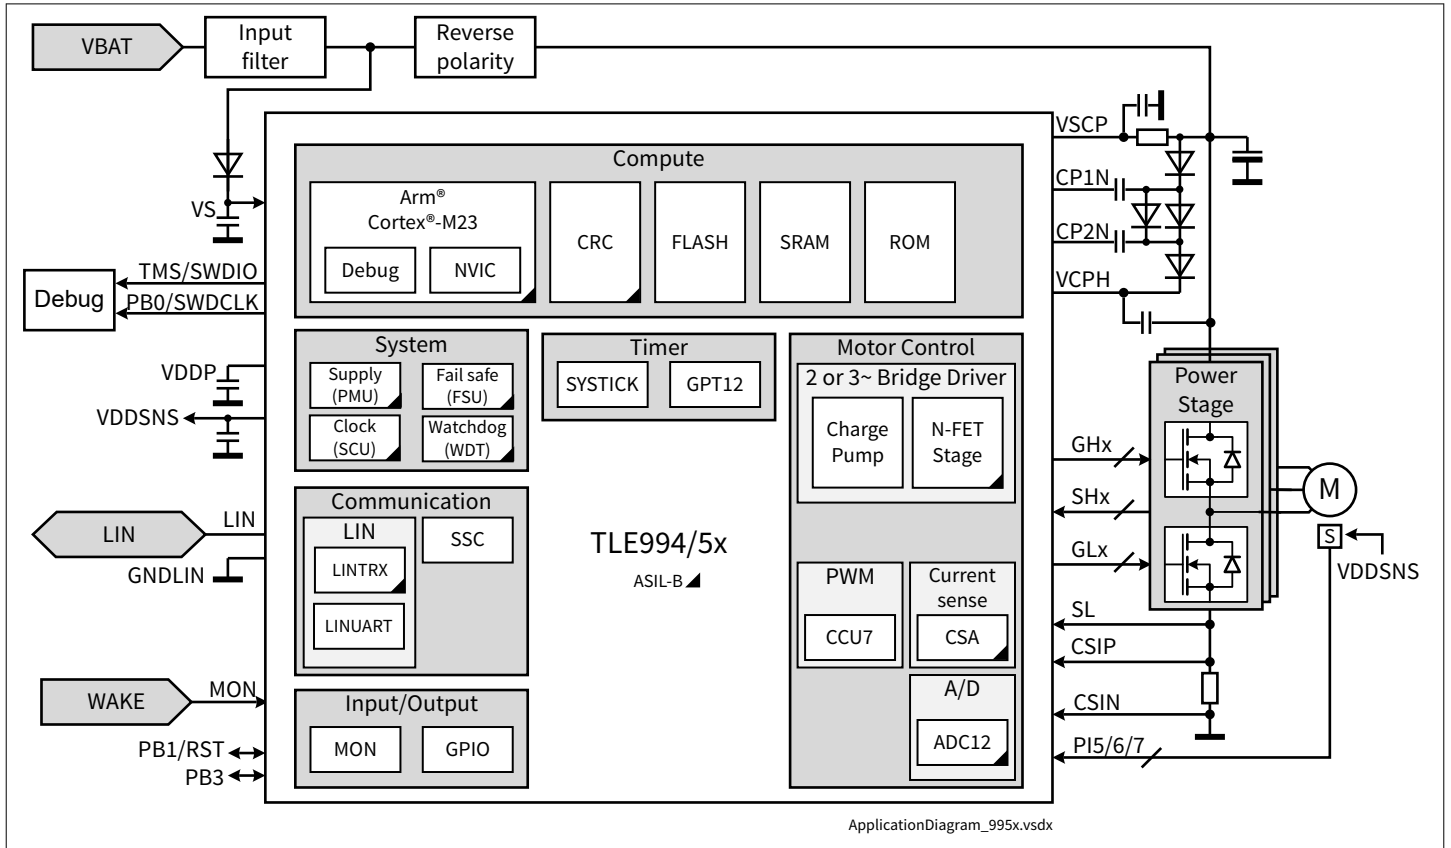 VBAT
Input
filter
Reverse
polarity
VSCP
CP1N
CP2N
VCPH
VS
TMS/SWDIO
PB0/SWDCLK
Debug
VDDP
VDDSNS
LIN
LIN
GNDLIN
WAKE
MON
PB1/RST
PB3
Compute
Arm®
Cortex®-M23
Debug
NVIC
CRC
FLASH
SRAM
ROM
System
Supply
(PMU)
Fail safe
(FSU)
Clock
(SCU)
Watchdog
(WDT)
Timer
SYSTICK
GPT12
Motor Control
2 or 3~ Bridge Driver
Charge
Pump
N-FET
Stage
Communication
LIN
LINTRX
LINUART
SSC
TLE994/5x
ASIL-B
PWM
CCU7
Current
sense
CSA
A/D
ADC12
Input/Output
MON
GPIO
Power
Stage
GHx
SHx
GLx
SL
CSIP
CSIN
PI5/6/7
M
S
VDDSNS
ApplicationDiagram_995x.vsdx